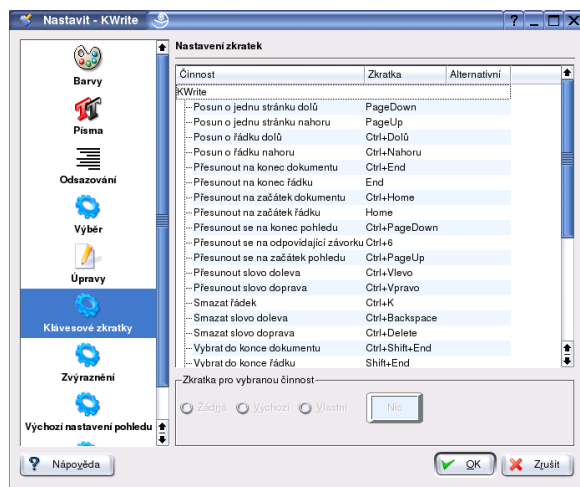 Nastavit - KWrite
Barvy
Písma
Odsazování
Výběr
Úpravy
Klávesové zkratky
Zvýraznění
Výchozí nastavení pohledu
Nastavení zkratek
Činnost Zkratka Alternativní
KWrite
Posun o jednu stránku dolů PageDown
Posun o jednu stránku nahoru PageUp
Posun o řádku dolů Ctrl+Dolů
Posun o řádku nahoru Ctrl+Nahoru
Přesunout na konec dokumentu Ctrl+End
Přesunout na konec řádku End
Přesunout na začátek dokumentu Ctrl+Home
Přesunout na začátek řádku Home
Přesunout se na konec pohledu Ctrl+PageDown
Přesunout se na odpovídající závorku Ctrl+6
Přesunout se na začátek pohledu Ctrl+PageUp
Přesunout slovo doleva Ctrl+Vlevo
Přesunout slovo doprava Ctrl+Vpravo
Smazat řádek Ctrl+K
Smazat slovo doleva Ctrl+Backspace
Smazat slovo doprava Ctrl+Delete
Vybrat do konce dokumentu Ctrl+Shift+End
Vybrat do konce řádku Shift+End
Zkratka pro vybranou činnost
Žádná Výchozí Vlastní Nic
Nápověda OK Zrušit